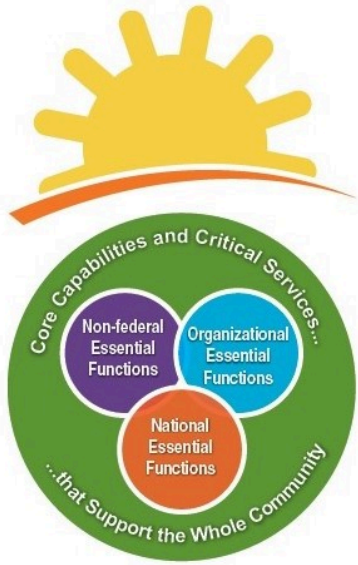 Core Capabilities and Critical Services...
Non-federal
Essential
Functions
Organizational
Essential
Functions
National
Essential
Functions
...that Support the Whole Community